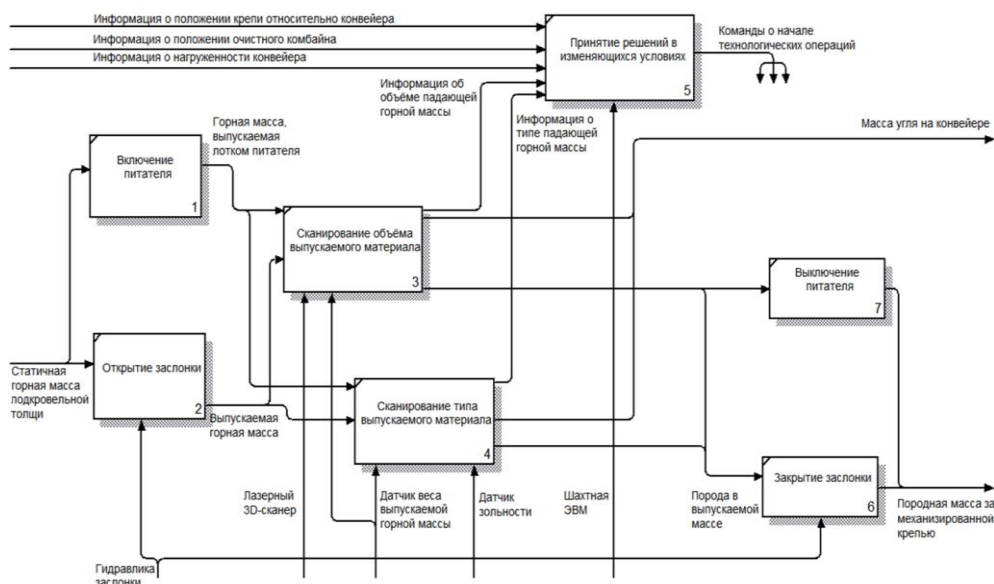 Информация о положении крепи относительно конвейера
Информация о положении очистного комбайна
Информация о нагруженности конвейера
Принятие решений в
изменяющихся условиях
5
Команды о начале
технологических операций
Информация об
объёме падающей
горной массы
Информация о
типе падающей
горной массы
Масса угля на конвейере
Горная масса,
выпускаемая
лотком питателя
Включение
питателя
1
Сканирование объёма
выпускаемого материала
3
Выключение
питателя
7
Открытие заслонки
2
Статичная
горная масса
подкровельной
толщи
Выпускаемая
горная масса
Сканирование типа
выпускаемого материала
4
Закрытие заслонки
6
Лазерный
3D-сканер
Датчик веса
выпускаемой
горной массы
Датчик
зольности
Шахтная
ЭВМ
Порода в
выпускаемой
массе
Породная масса за
механизированной
крепью
Гидравлика
заслонки